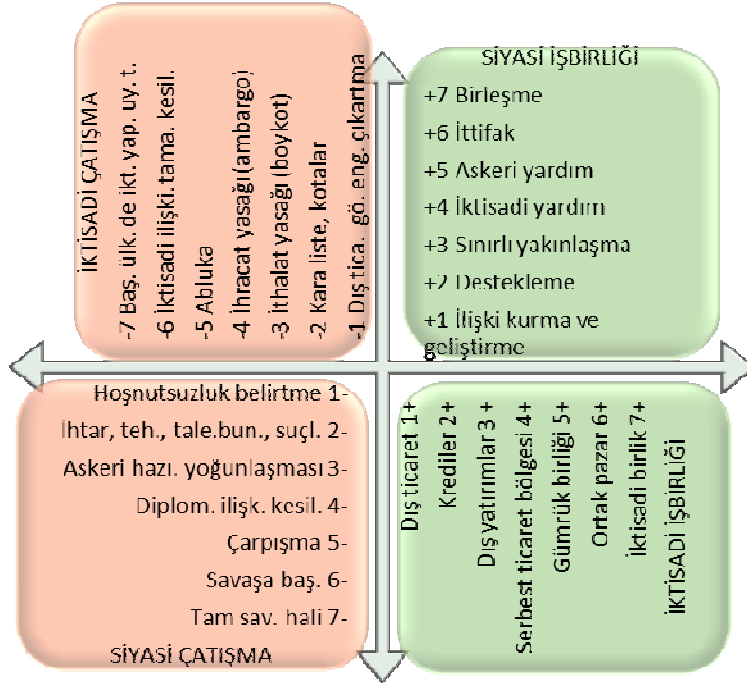 İKTİSADİ ÇATIŞMA
-7 Baş. ülk. de ikt. yap. uy. t.
-6 İktisadi ilişki. tama. kesil.
-5 Abluka
-4 İhracat yasağı (ambargo)
-3 İthalat yasağı (boykot)
-2 Kara liste, kotalar
-1 Dış tica. gö. eng. çıkartma
SİYASİ İŞBİRLİĞİ
+7 Birleşme
+6 İttifak
+5 Askeri yardım
+4 İktisadi yardım
+3 Sınırlı yakınlaşma
+2 Destekleme
+1 İlişki kurma ve
geliştirme
Hoşnutsuzluk belirtme 1-
İhtar, teh., tale.bun., suçl. 2-
Askeri hazı. yoğunlaşması 3-
Diplom. ilişk. kesil. 4-
Çarpışma 5-
Savaşa baş. 6-
Tam sav. hali 7-
SİYASİ ÇATIŞMA
Dış ticaret 1+
Krediler 2+
Dış yatırımlar 3 +
Serbest ticaret bölgesi 4+
Gümrük birliği 5+
Ortak pazar 6+
İktisadi birlik 7+
İKTİSADİ İŞBİRLİĞİ